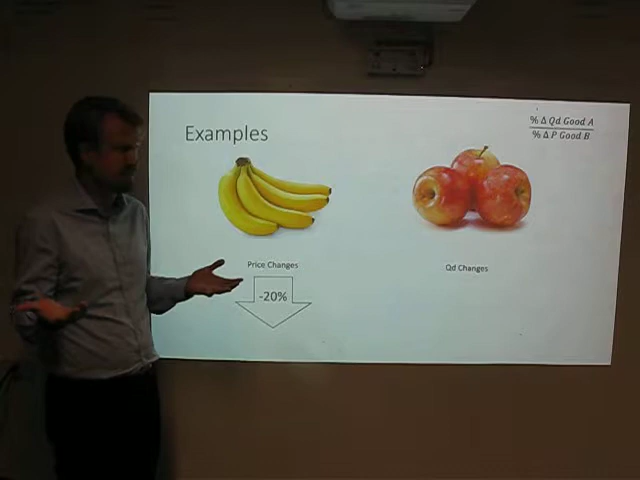 Examples
% Δ Qd Good A
% Δ P Good B
Price Changes
Qd Changes
-20%